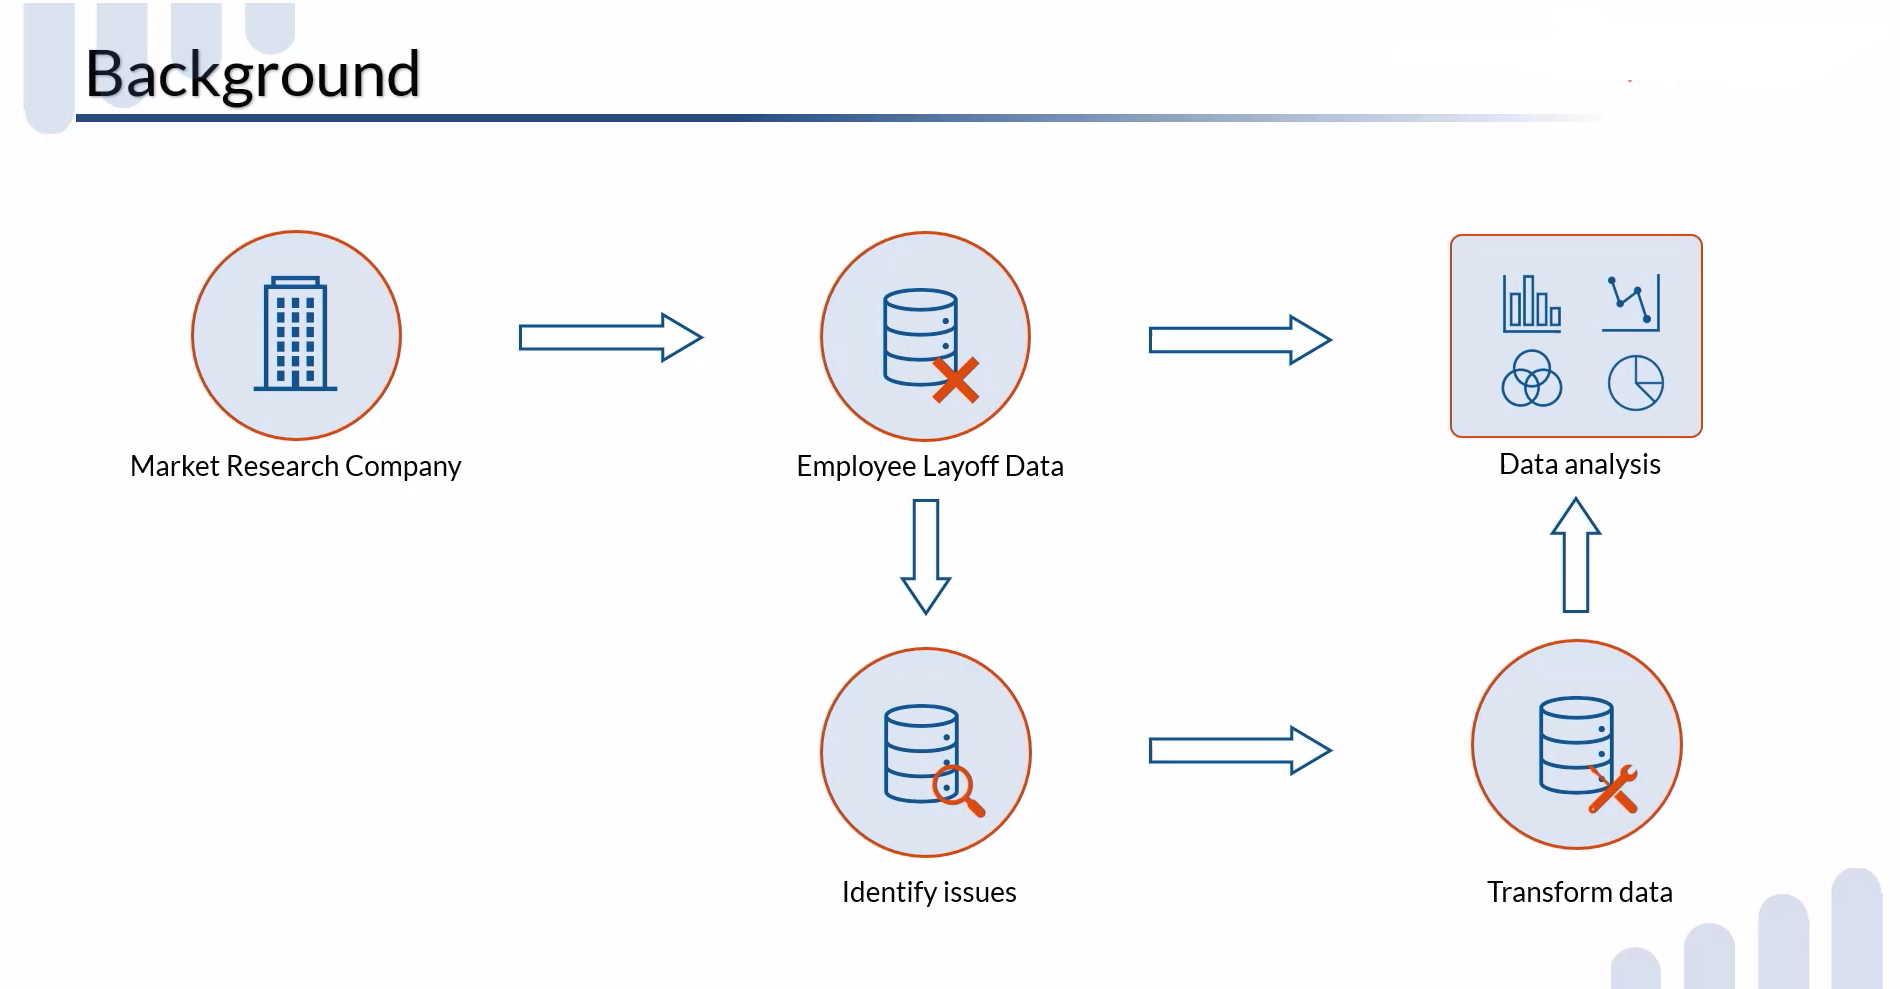 Background
Market Research Company
Employee Layoff Data
Data analysis
Identify issues
Transform data